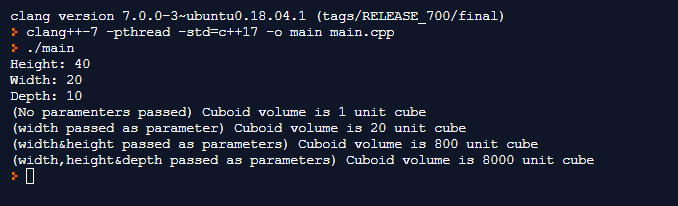 clang version 7.0.0-3~ubuntu0.18.04.1 (tags/RELEASE_700/final)
> clang++-7 -pthread -std=c++17 -o main main.cpp
> ./main
Height: 40
Width: 20
Depth: 10
(No paramenters passed) Cuboid volume is 1 unit cube
(width passed as parameter) Cuboid volume is 20 unit cube
(width&height passed as parameters) Cuboid volume is 800 unit cube
(width,height&depth passed as parameters) Cuboid volume is 8000 unit cube
>